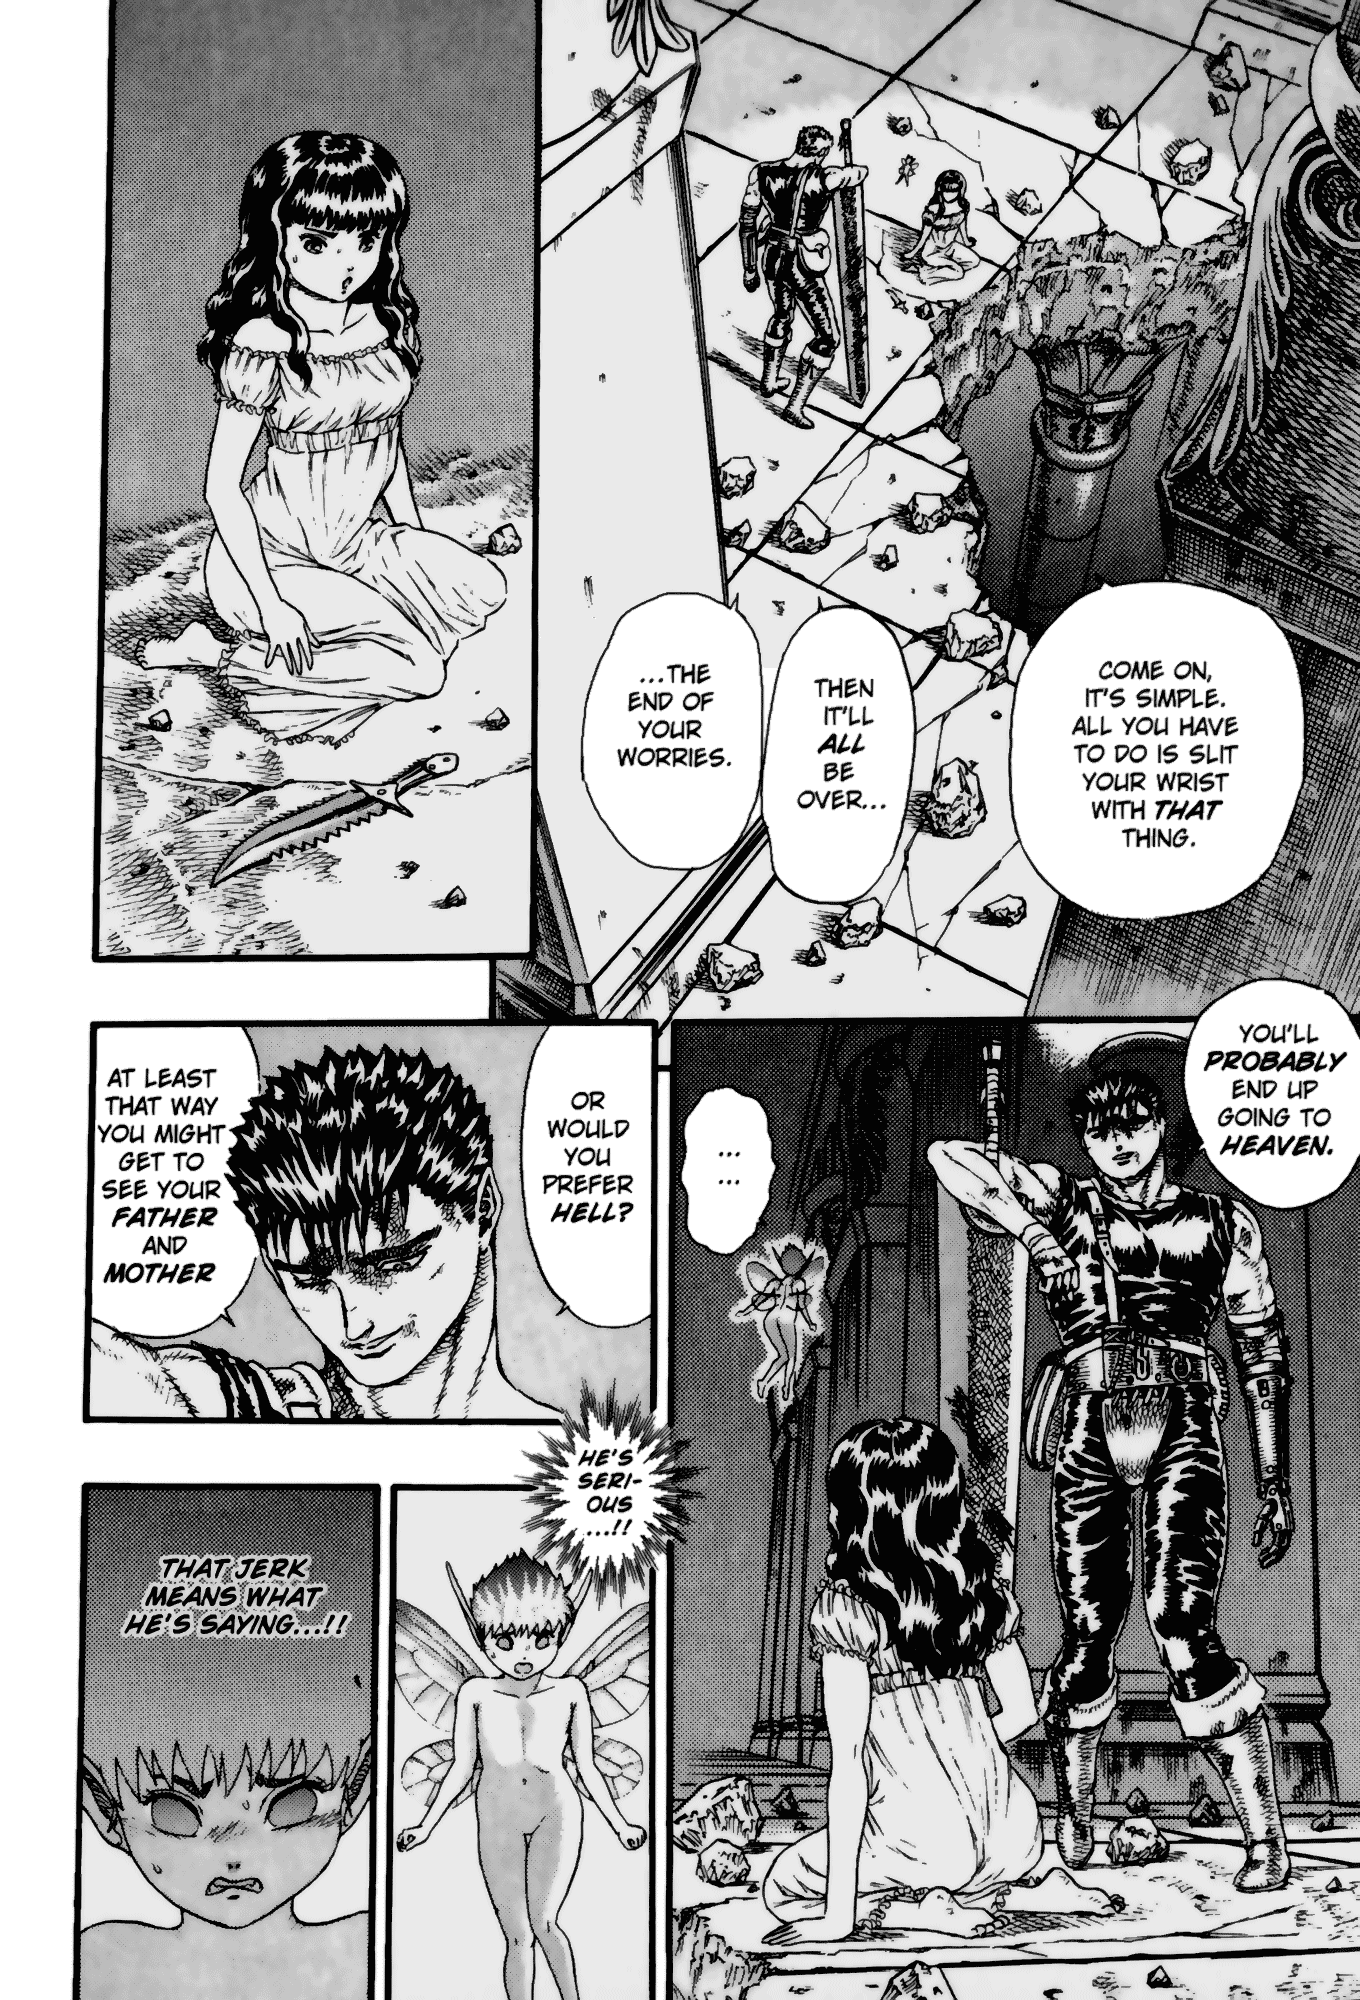 COME ON,
IT'S SIMPLE.
ALL YOU HAVE
TO DO IS SLIT
YOUR WRIST
WITH THAT
THING.
THEN
IT'LL
ALL
BE
OVER...
...THE
END OF
YOUR
WORRIES.
YOU'LL
PROBABLY
END UP
GOING TO
HEAVEN.
...
...
OR
WOULD
YOU
PREFER
HELL?
AT LEAST
THAT WAY
YOU MIGHT
GET TO
SEE YOUR
FATHER
AND
MOTHER
HE'S
SERI-
OUS
...!!
THAT JERK
MEANS WHAT
HE'S SAYING...!!